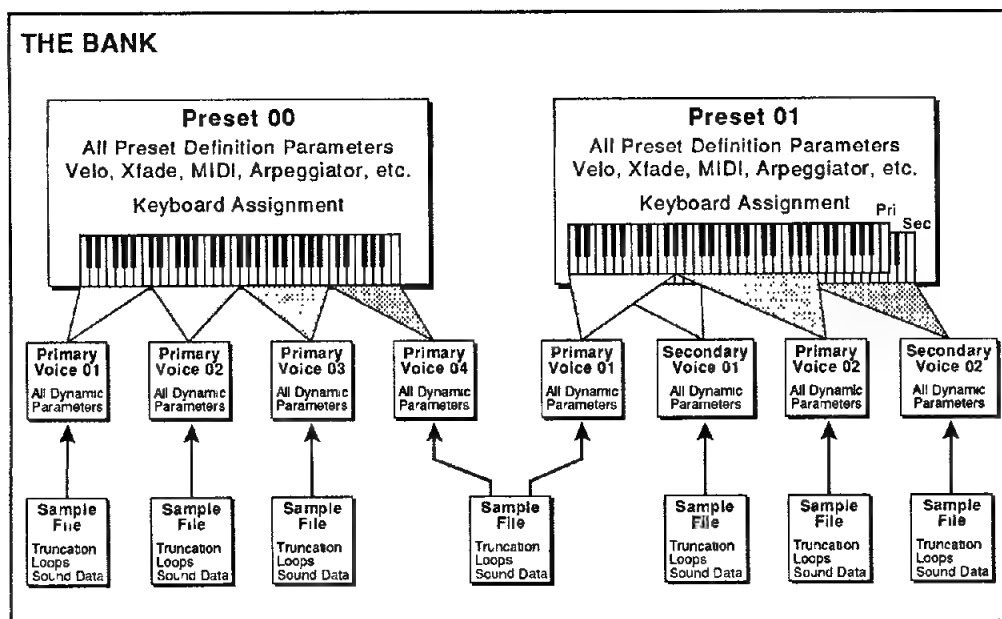 THE BANK
Preset 00
All Preset Definition Parameters
Velo, Xfade, MIDI, Arpeggiator, etc.
Keyboard Assignment
Preset 01
All Preset Definition Parameters
Velo, Xfade, MIDI, Arpeggiator, etc.
Keyboard Assignment
Pri
Sec
Primary
Voice 01
All Dynamic
Parameters
Primary
Voice 02
All Dynamic
Parameters
Primary
Voice 03
All Dynamic
Parameters
Primary
Voice 04
All Dynamic
Parameters
Primary
Voice 01
All Dynamic
Parameters
Secondary
Voice 01
All Dynamic
Parameters
Primary
Voice 02
All Dynamic
Parameters
Secondary
Voice 02
All Dynamic
Parameters
Sample
File
Truncation
Loops
Sound Data
Sample
File
Truncation
Loops
Sound Data
Sample
File
Truncation
Loops
Sound Data
Sample
File
Truncation
Loops
Sound Data
Sample
File
Truncation
Loops
Sound Data
Sample
File
Truncation
Loops
Sound Data
Sample
File
Truncation
Loops
Sound Data